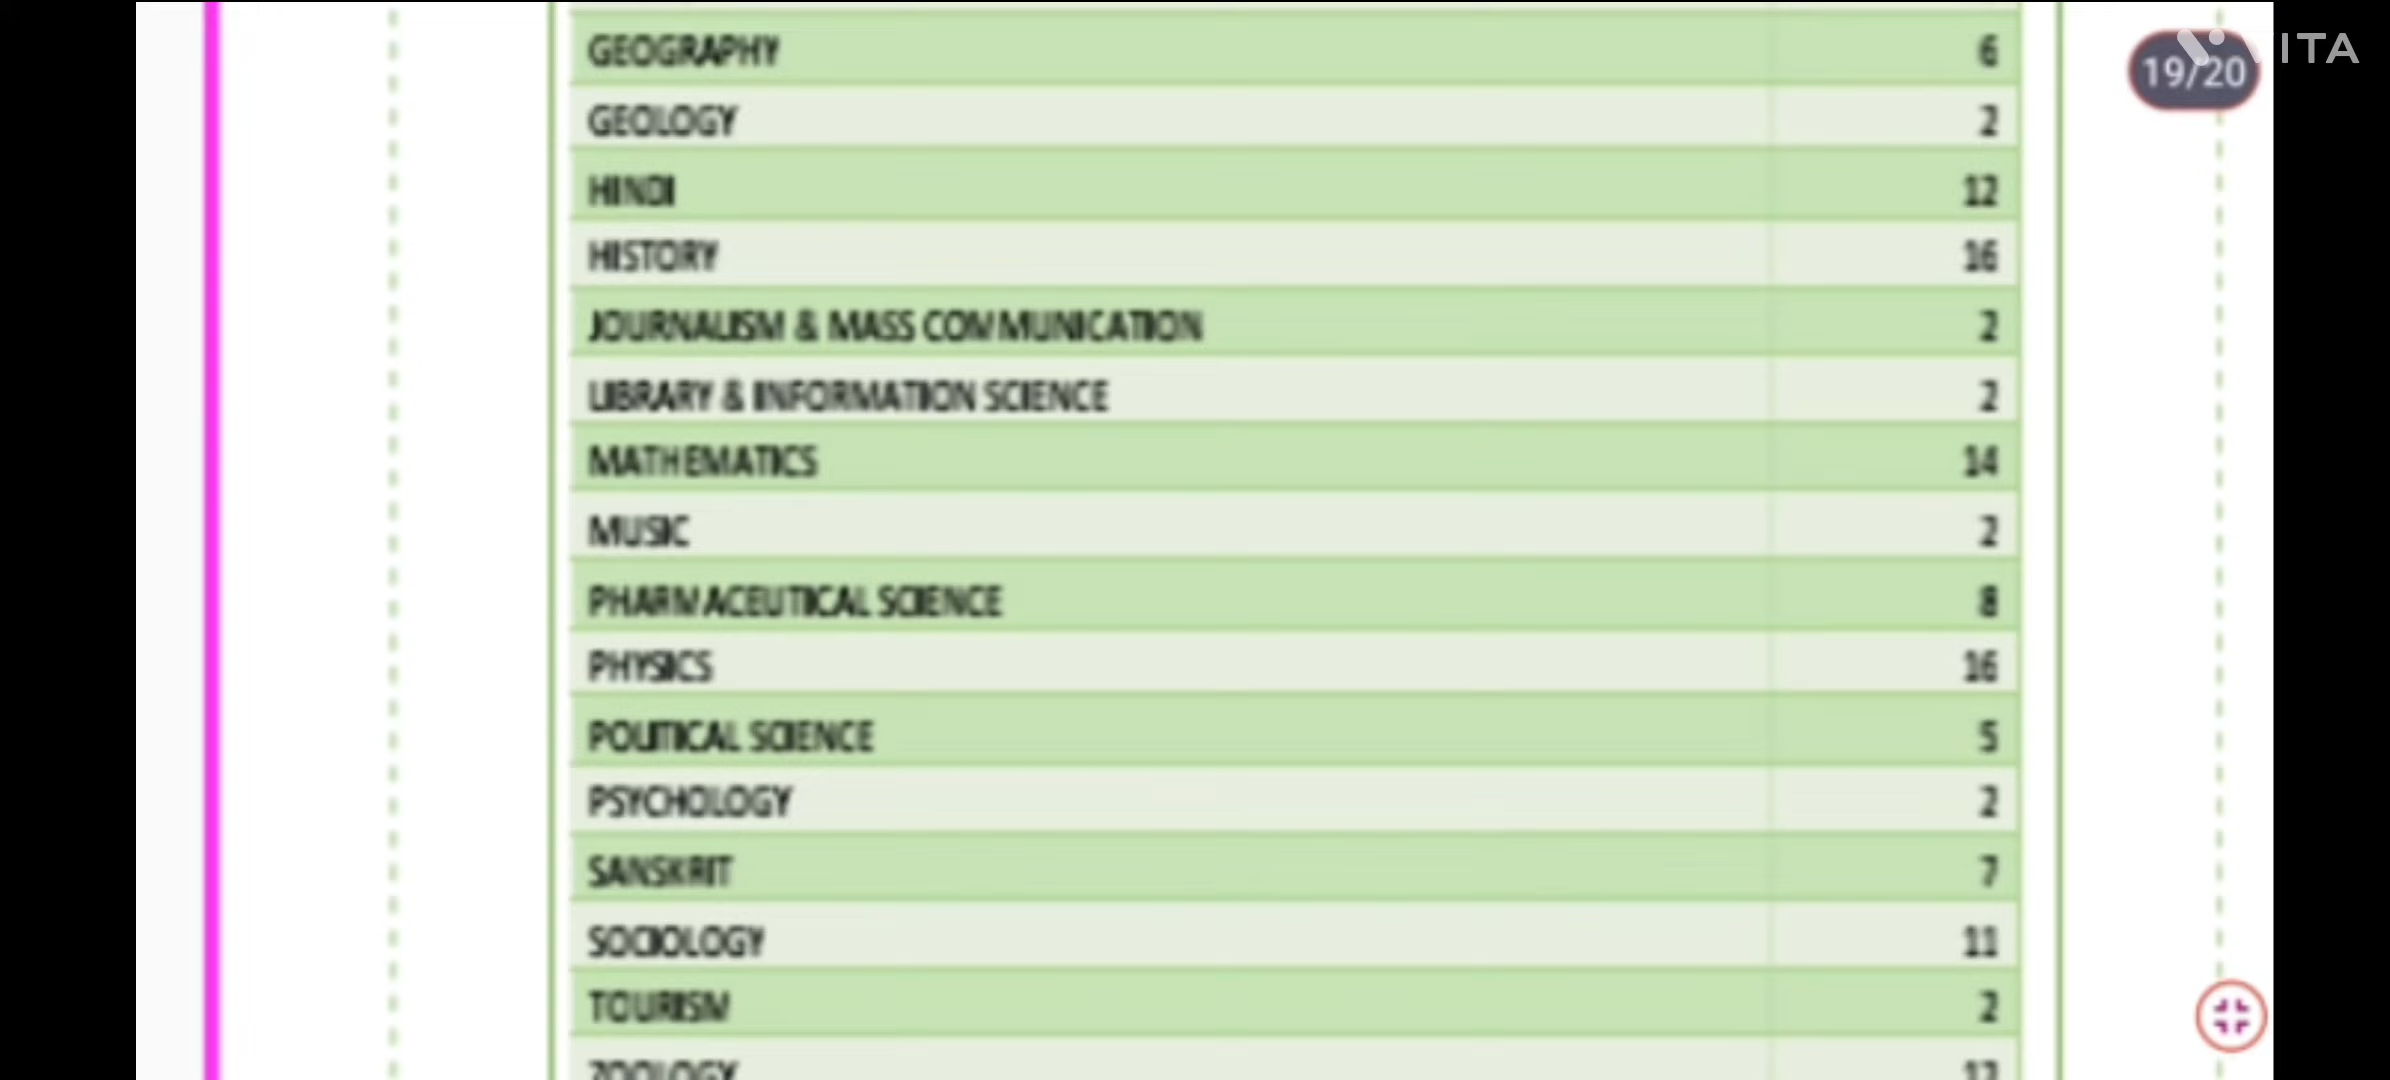 GEOGRAPHY 6
19/20
VITA
GEOLOGY 2
HINDI 12
HISTORY 16
JOURNALISM & MASS COMMUNICATION 2
LIBRARY & INFORMATION SCIENCE 2
MATHEMATICS 14
MUSIC 2
PHARMACEUTICAL SCIENCE 8
PHYSICS 16
POLITICAL SCIENCE 5
PSYCHOLOGY 2
SANSKRIT 7
SOCIOLOGY 11
TOURISM 2
ZOOLOGY